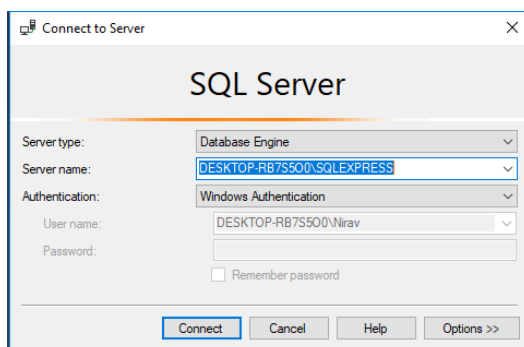 Connect to Server
SQL Server
Server type: Database Engine
Server name: DESKTOP-RB7S5O0\SQLEXPRESS
Authentication: Windows Authentication
User name: DESKTOP-RB7S5O0\Nirav
Password:
Remember password
Connect Cancel Help Options >>